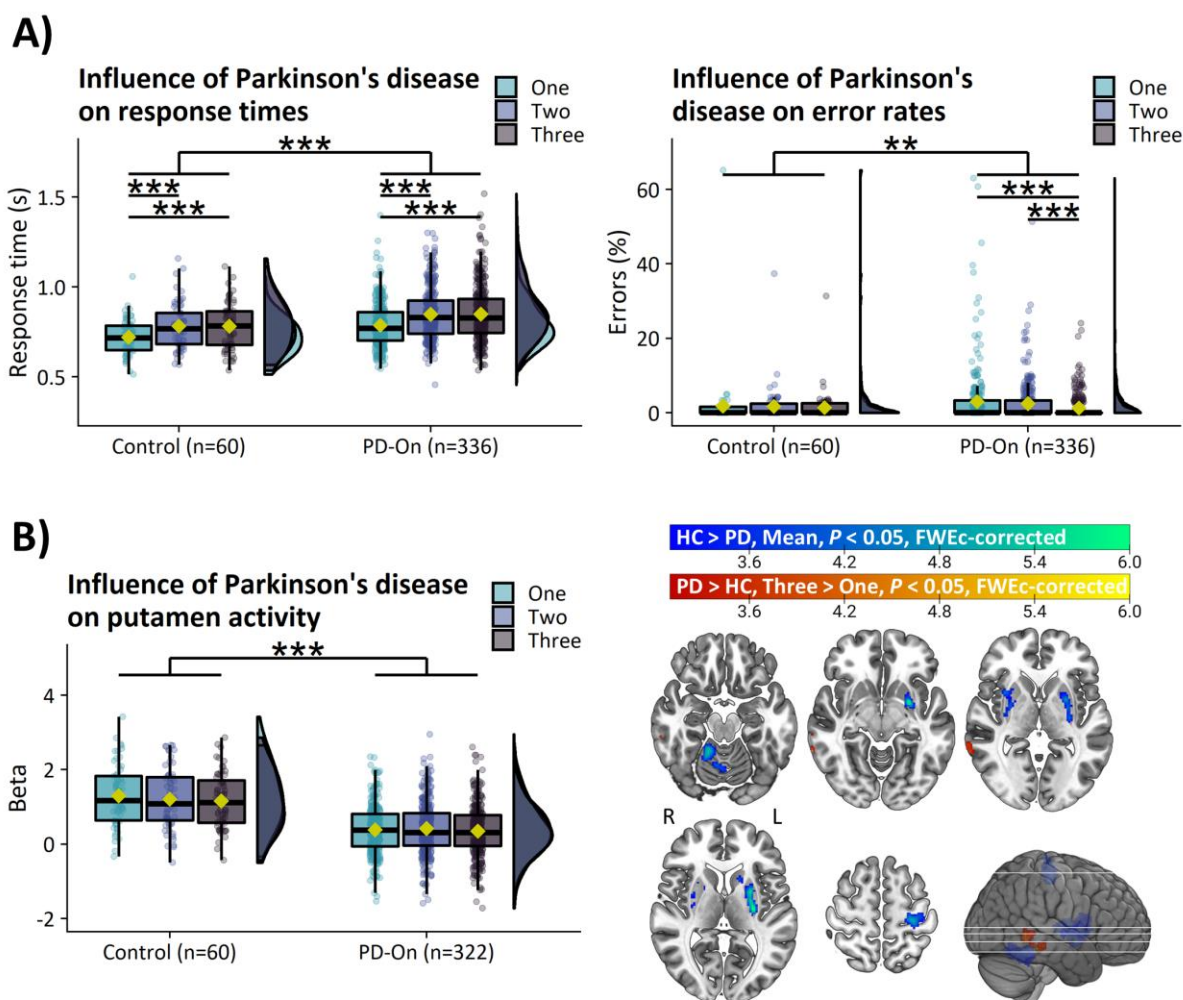 A)
Influence of Parkinson's disease
on response times
One
Two
Three
***
***
***
***
***
Response time (s)
1.5
1.0
0.5
Control (n=60)
PD-On (n=336)
Influence of Parkinson's
disease on error rates
One
Two
Three
**
***
***
Errors (%)
60
40
20
0
Control (n=60)
PD-On (n=336)
B)
Influence of Parkinson's disease
on putamen activity
One
Two
Three
***
Beta
4
2
0
-2
Control (n=60)
PD-On (n=322)
HC > PD, Mean, P < 0.05, FWEc-corrected
3.6 4.2 4.8 5.4 6.0
PD > HC, Three > One, P < 0.05, FWEc-corrected
3.6 4.2 4.8 5.4 6.0
R L